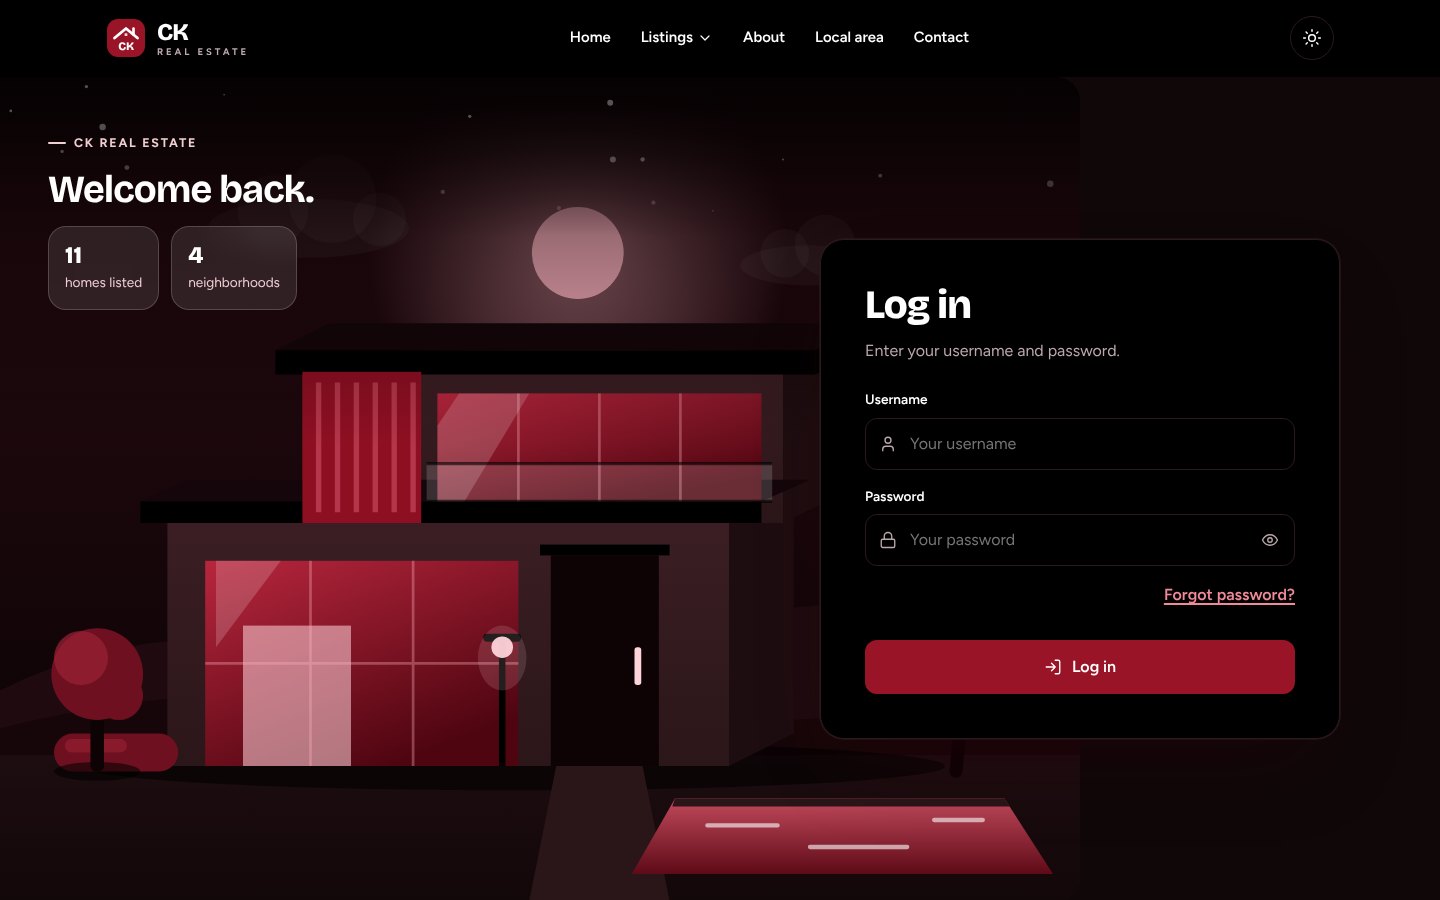 CK
CK
REAL ESTATE
Home
Listings
About
Local area
Contact
CK REAL ESTATE
Welcome back.
11
homes listed
4
neighborhoods
Log in
Enter your username and password.
Username
Your username
Password
Your password
Forgot password?
Log in